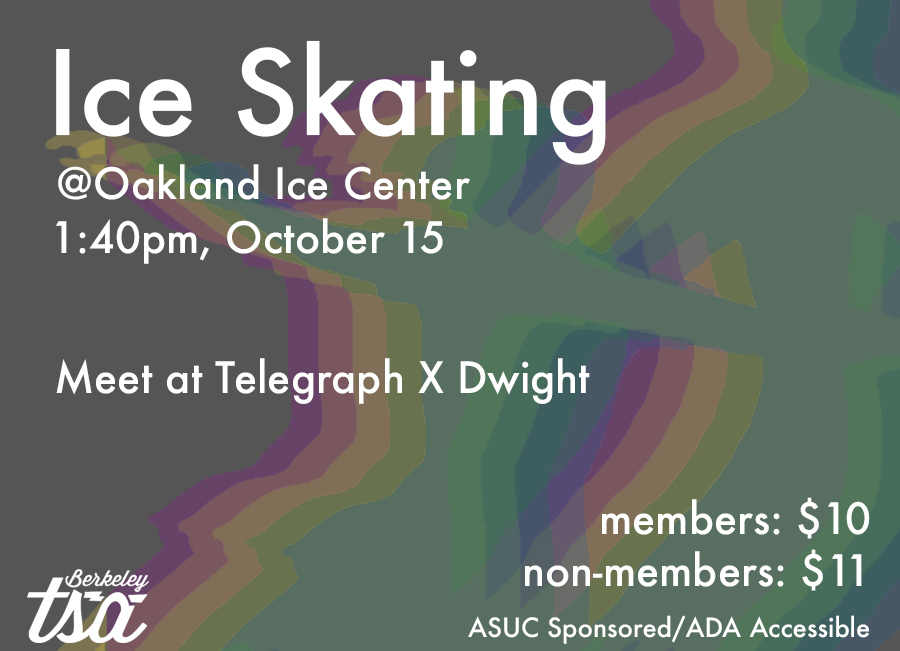 Ice Skating
@Oakland Ice Center
1:40pm, October 15
Meet at Telegraph X Dwight
members: $10
non-members: $11
ASUC Sponsored/ADA Accessible
Berkeley
tsa